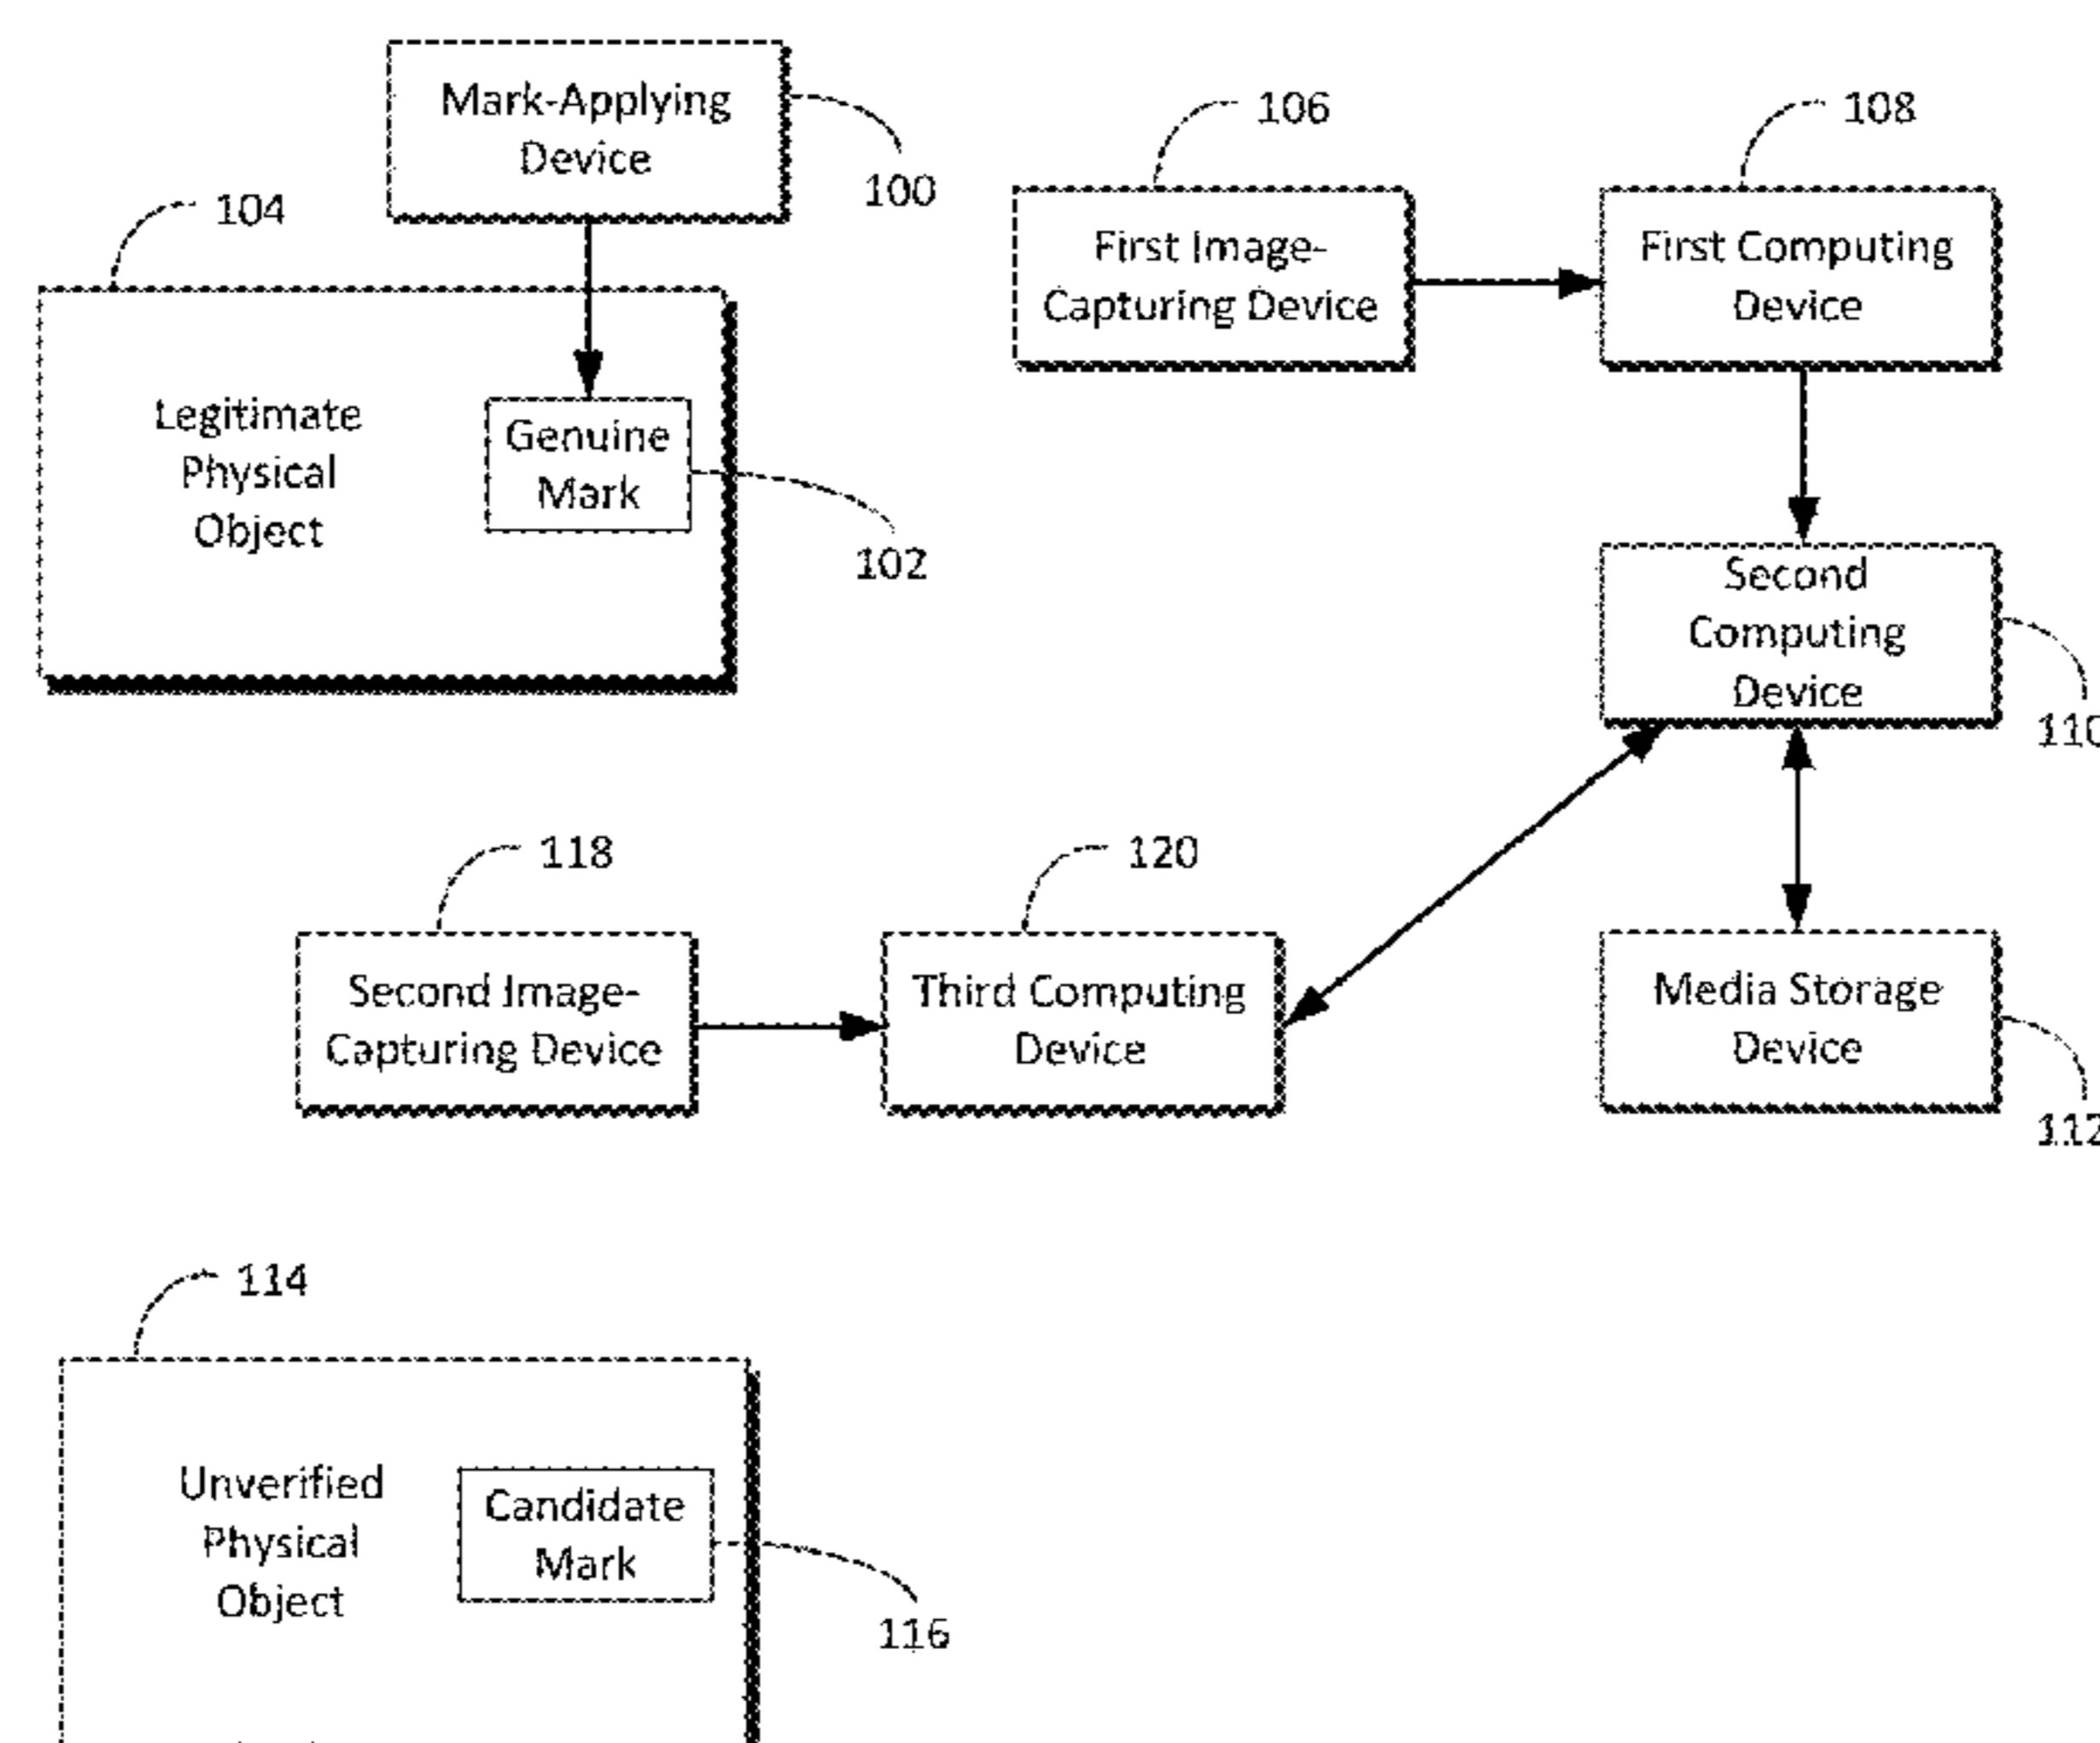 Mark-Applying
Device
100
104
Legitimate
Physical
Object
Genuine
Mark
102
106
First Image-
Capturing Device
108
First Computing
Device
Second
Computing
Device
110
118
Second Image-
Capturing Device
120
Third Computing
Device
Media Storage
Device
112
114
Unverified
Physical
Object
Candidate
Mark
116